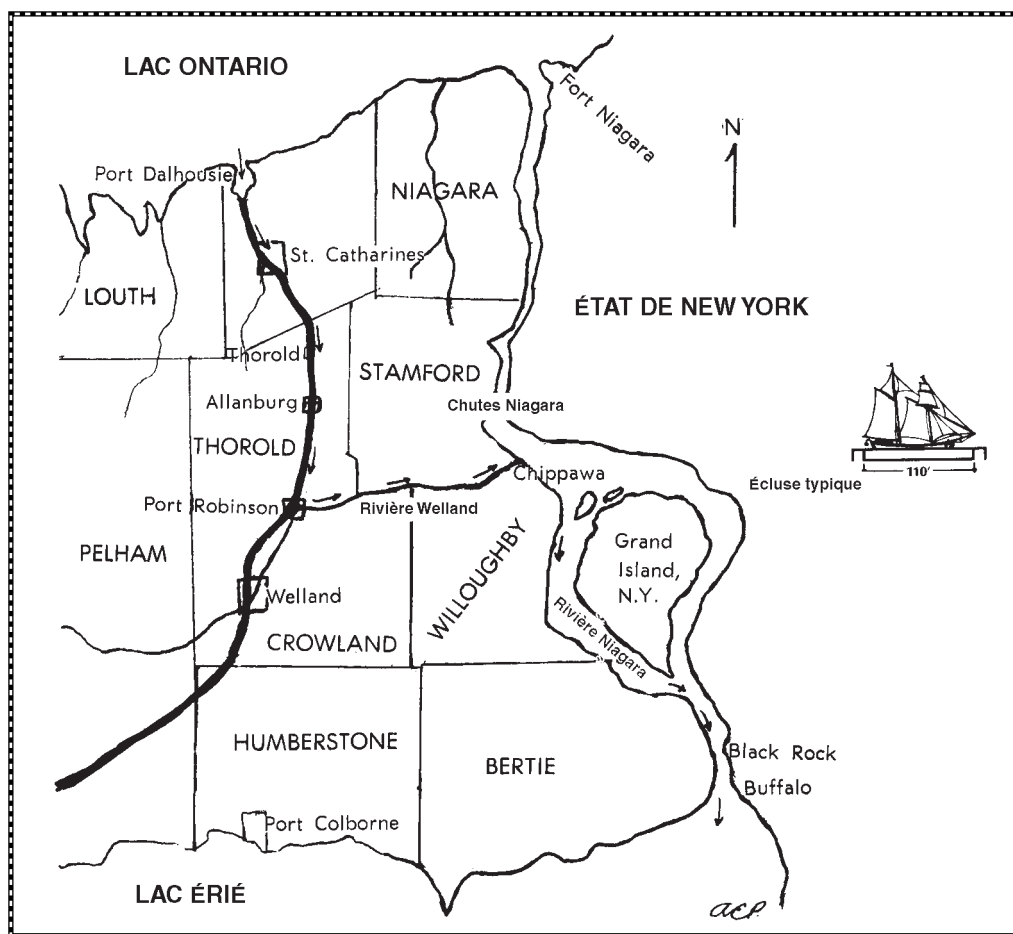 LAC ONTARIO
Fort Niagara
N
Port Dalhousie
NIAGARA
St. Catharines
LOUTH
ÉTAT DE NEW YORK
Thorold
STAMFORD
Allanburg
Chutes Niagara
THOROLD
Chippawa
110'
Écluse typique
Port Robinson
Rivière Welland
PELHAM
Grand
Island,
N.Y.
WILLOUGHBY
Welland
Rivière Niagara
CROWLAND
HUMBERSTONE
BERTIE
Black Rock
Buffalo
Port Colborne
LAC ÉRIÉ